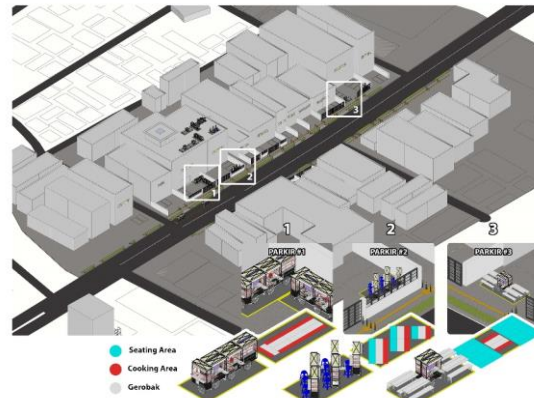 1
2
3
1
2
3
PARKIR #1
PARKIR #2
PARKIR #3
Seating Area
Cooking Area
Gerobak